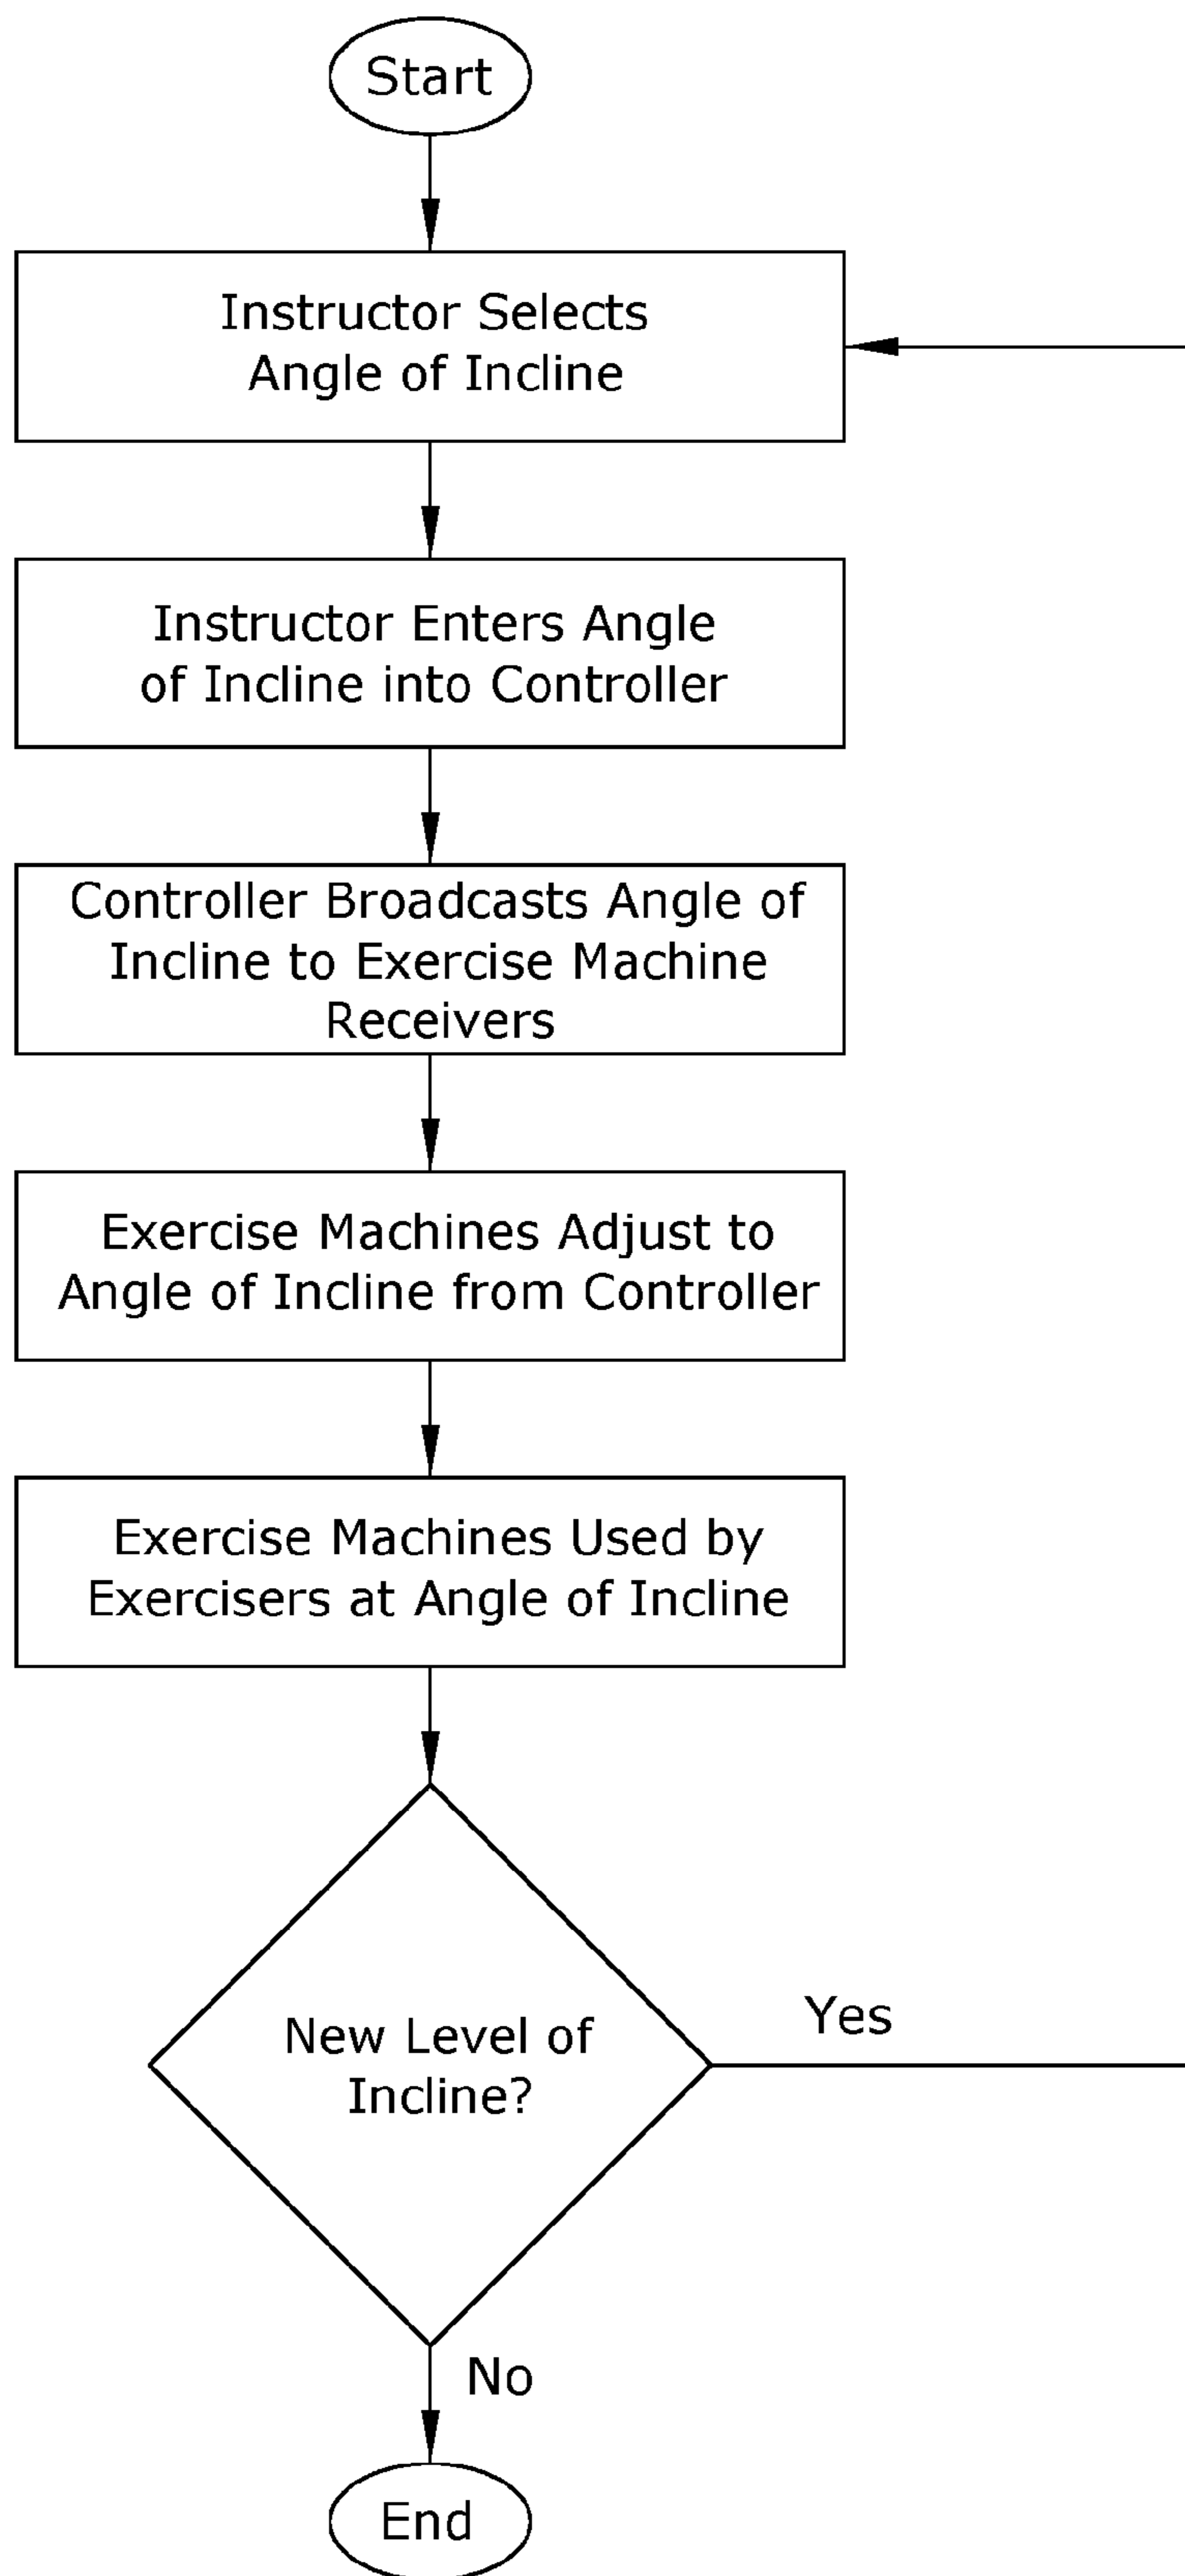 Start
Instructor Selects
Angle of Incline
Instructor Enters Angle
of Incline into Controller
Controller Broadcasts Angle of
Incline to Exercise Machine
Receivers
Exercise Machines Adjust to
Angle of Incline from Controller
Exercise Machines Used by
Exercisers at Angle of Incline
New Level of
Incline?
Yes
No
End